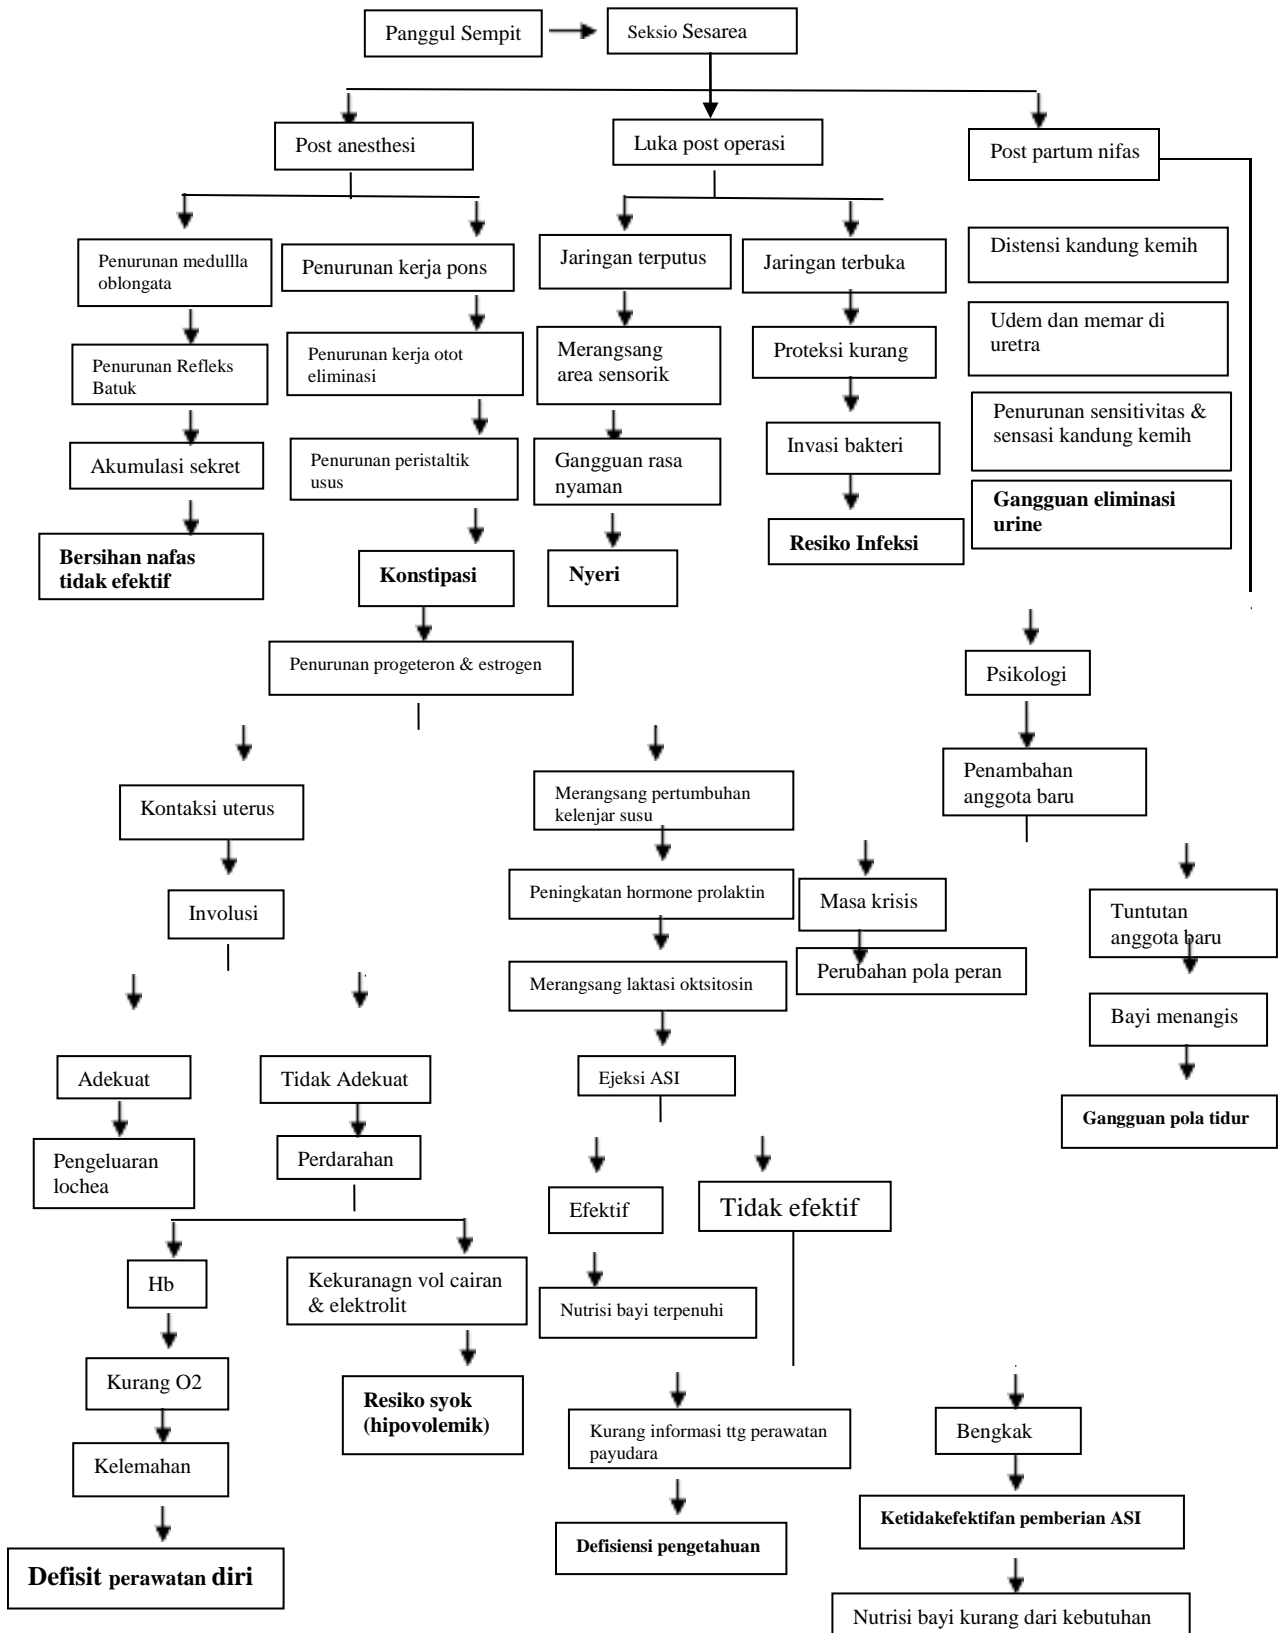 Panggul Sempit
Seksio Sesarea
Post anesthesi
Luka post operasi
Post partum nifas
Penurunan medullla
oblongata
Penurunan kerja pons
Jaringan terputus
Jaringan terbuka
Distensi kandung kemih
Penurunan Refleks
Batuk
Penurunan kerja otot
eliminasi
Merangsang
area sensorik
Proteksi kurang
Udem dan memar di
uretra
Akumulasi sekret
Penurunan peristaltik
usus
Gangguan rasa
nyaman
Invasi bakteri
Penurunan sensitivitas &
sensasi kandung kemih
Bersihan nafas
tidak efektif
Konstipasi
Nyeri
Resiko Infeksi
Gangguan eliminasi
urine
Penurunan progeteron & estrogen
Psikologi
Kontaksi uterus
Merangsang pertumbuhan
kelenjar susu
Penambahan
anggota baru
Involusi
Peningkatan hormone prolaktin
Masa krisis
Tuntutan
anggota baru
Merangsang laktasi oktsitosin
Perubahan pola peran
Bayi menangis
Adekuat
Tidak Adekuat
Ejeksi ASI
Gangguan pola tidur
Pengeluaran
lochea
Perdarahan
Efektif
Tidak efektif
Hb
Kekuranagn vol cairan
& elektrolit
Nutrisi bayi terpenuhi
Kurang O2
Resiko syok
(hipovolemik)
Kurang informasi ttg perawatan
payudara
Bengkak
Kelemahan
Defisiensi pengetahuan
Ketidakefektifan pemberian ASI
Defisit perawatan diri
Nutrisi bayi kurang dari kebutuhan